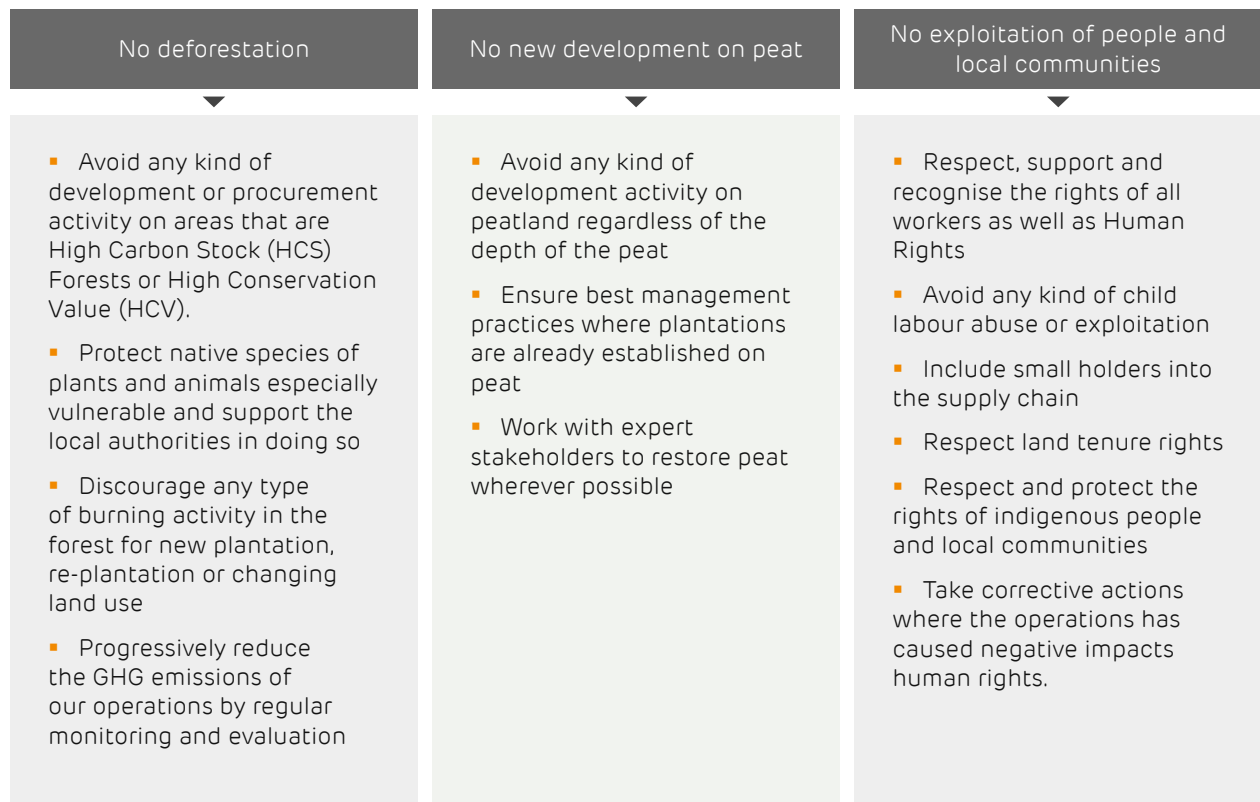 No deforestation
▪ Avoid any kind of
development or procurement
activity on areas that are
High Carbon Stock (HCS)
Forests or High Conservation
Value (HCV).
▪ Protect native species of
plants and animals especially
vulnerable and support the
local authorities in doing so
▪ Discourage any type
of burning activity in the
forest for new plantation,
re-plantation or changing
land use
▪ Progressively reduce
the GHG emissions of
our operations by regular
monitoring and evaluation
No new development on peat
▪ Avoid any kind of
development activity on
peatland regardless of the
depth of the peat
▪ Ensure best management
practices where plantations
are already established on
peat
▪ Work with expert
stakeholders to restore peat
wherever possible
No exploitation of people and
local communities
▪ Respect, support and
recognise the rights of all
workers as well as Human
Rights
▪ Avoid any kind of child
labour abuse or exploitation
▪ Include small holders into
the supply chain
▪ Respect land tenure rights
▪ Respect and protect the
rights of indigenous people
and local communities
▪ Take corrective actions
where the operations has
caused negative impacts
human rights.